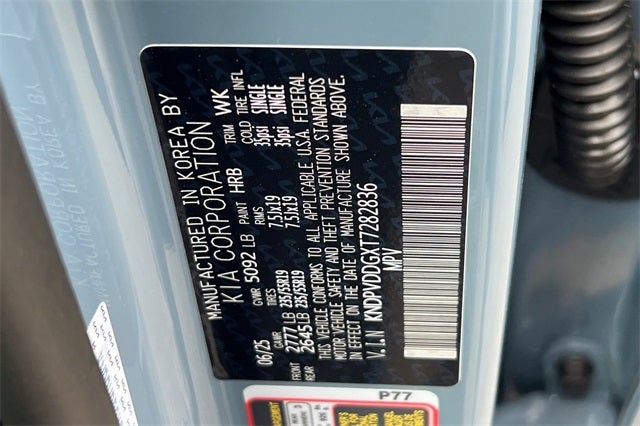 MANUFACTURED IN KOREA BY
KIA CORPORATION
06/25 GVWR 5092 LB PAINT HRB TRIM WK
GAWR TIRES RIMS COLD TIRE INFL
FRONT 2777 LB 235/55R19 7.5Jx19 35psi SINGLE
REAR 2645 LB 235/55R19 7.5Jx19 35psi SINGLE
THIS VEHICLE CONFORMS TO ALL APPLICABLE U.S.A. FEDERAL
MOTOR VEHICLE SAFETY AND THEFT PREVENTION STANDARDS
IN EFFECT ON THE DATE OF MANUFACTURE SHOWN ABOVE.
V.I.N KNDPVDDGXT7282836
MPV
P77